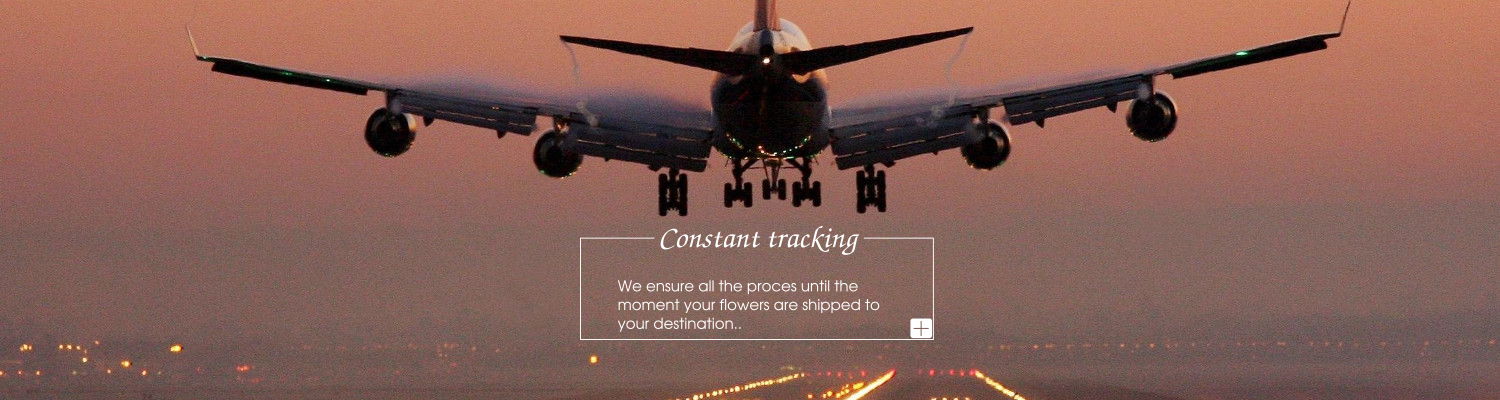 Constant tracking
We ensure all the proces until the
moment your flowers are shipped to
your destination..